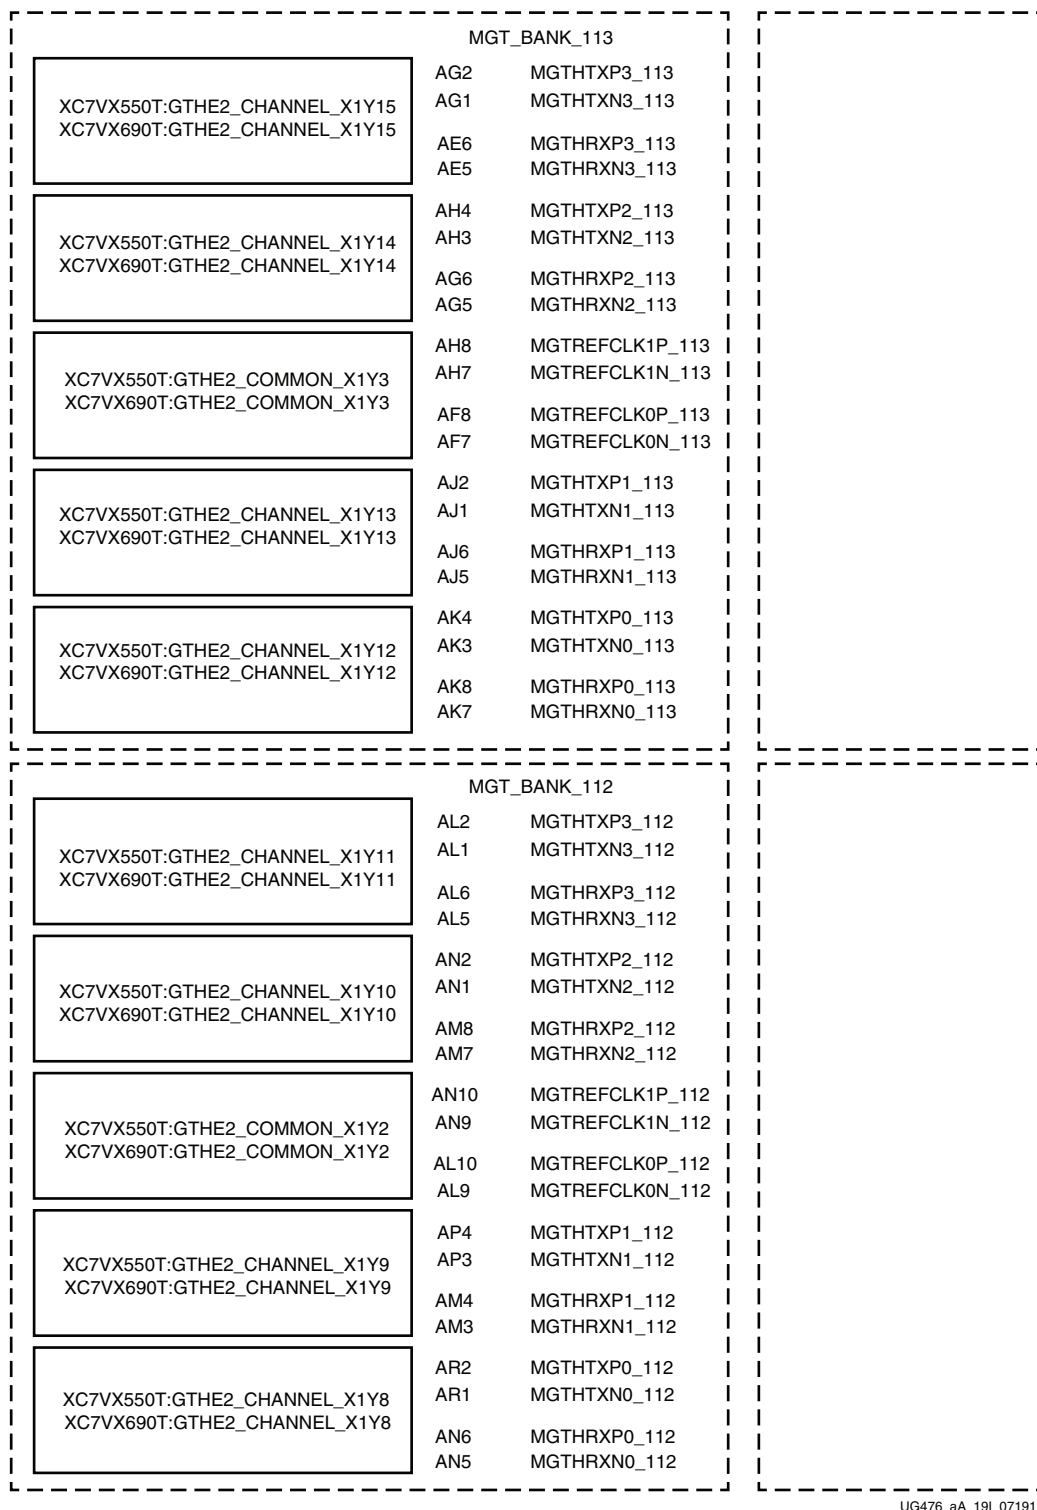 MGT_BANK_113
AG2 MGTHTXP3_113
AG1 MGTHTXN3_113
XC7VX550T:GTHE2_CHANNEL_X1Y15
XC7VX690T:GTHE2_CHANNEL_X1Y15
AE6 MGTHRXP3_113
AE5 MGTHRXN3_113
AH4 MGTHTXP2_113
AH3 MGTHTXN2_113
XC7VX550T:GTHE2_CHANNEL_X1Y14
XC7VX690T:GTHE2_CHANNEL_X1Y14
AG6 MGTHRXP2_113
AG5 MGTHRXN2_113
AH8 MGTREFCLK1P_113
AH7 MGTREFCLK1N_113
XC7VX550T:GTHE2_COMMON_X1Y3
XC7VX690T:GTHE2_COMMON_X1Y3
AF8 MGTREFCLK0P_113
AF7 MGTREFCLK0N_113
AJ2 MGTHTXP1_113
AJ1 MGTHTXN1_113
XC7VX550T:GTHE2_CHANNEL_X1Y13
XC7VX690T:GTHE2_CHANNEL_X1Y13
AJ6 MGTHRXP1_113
AJ5 MGTHRXN1_113
AK4 MGTHTXP0_113
AK3 MGTHTXN0_113
XC7VX550T:GTHE2_CHANNEL_X1Y12
XC7VX690T:GTHE2_CHANNEL_X1Y12
AK8 MGTHRXP0_113
AK7 MGTHRXN0_113
MGT_BANK_112
AL2 MGTHTXP3_112
AL1 MGTHTXN3_112
XC7VX550T:GTHE2_CHANNEL_X1Y11
XC7VX690T:GTHE2_CHANNEL_X1Y11
AL6 MGTHRXP3_112
AL5 MGTHRXN3_112
AN2 MGTHTXP2_112
AN1 MGTHTXN2_112
XC7VX550T:GTHE2_CHANNEL_X1Y10
XC7VX690T:GTHE2_CHANNEL_X1Y10
AM8 MGTHRXP2_112
AM7 MGTHRXN2_112
AN10 MGTREFCLK1P_112
AN9 MGTREFCLK1N_112
XC7VX550T:GTHE2_COMMON_X1Y2
XC7VX690T:GTHE2_COMMON_X1Y2
AL10 MGTREFCLK0P_112
AL9 MGTREFCLK0N_112
AP4 MGTHTXP1_112
AP3 MGTHTXN1_112
XC7VX550T:GTHE2_CHANNEL_X1Y9
XC7VX690T:GTHE2_CHANNEL_X1Y9
AM4 MGTHRXP1_112
AM3 MGTHRXN1_112
AR2 MGTHTXP0_112
AR1 MGTHTXN0_112
XC7VX550T:GTHE2_CHANNEL_X1Y8
XC7VX690T:GTHE2_CHANNEL_X1Y8
AN6 MGTHRXP0_112
AN5 MGTHRXN0_112